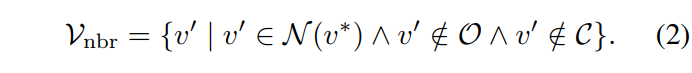 𝒱_nbr = {v′ | v′ ∈ 𝒩(v*) ∧ v′ ∉ 𝒪 ∧ v′ ∉ 𝒞}. (2)